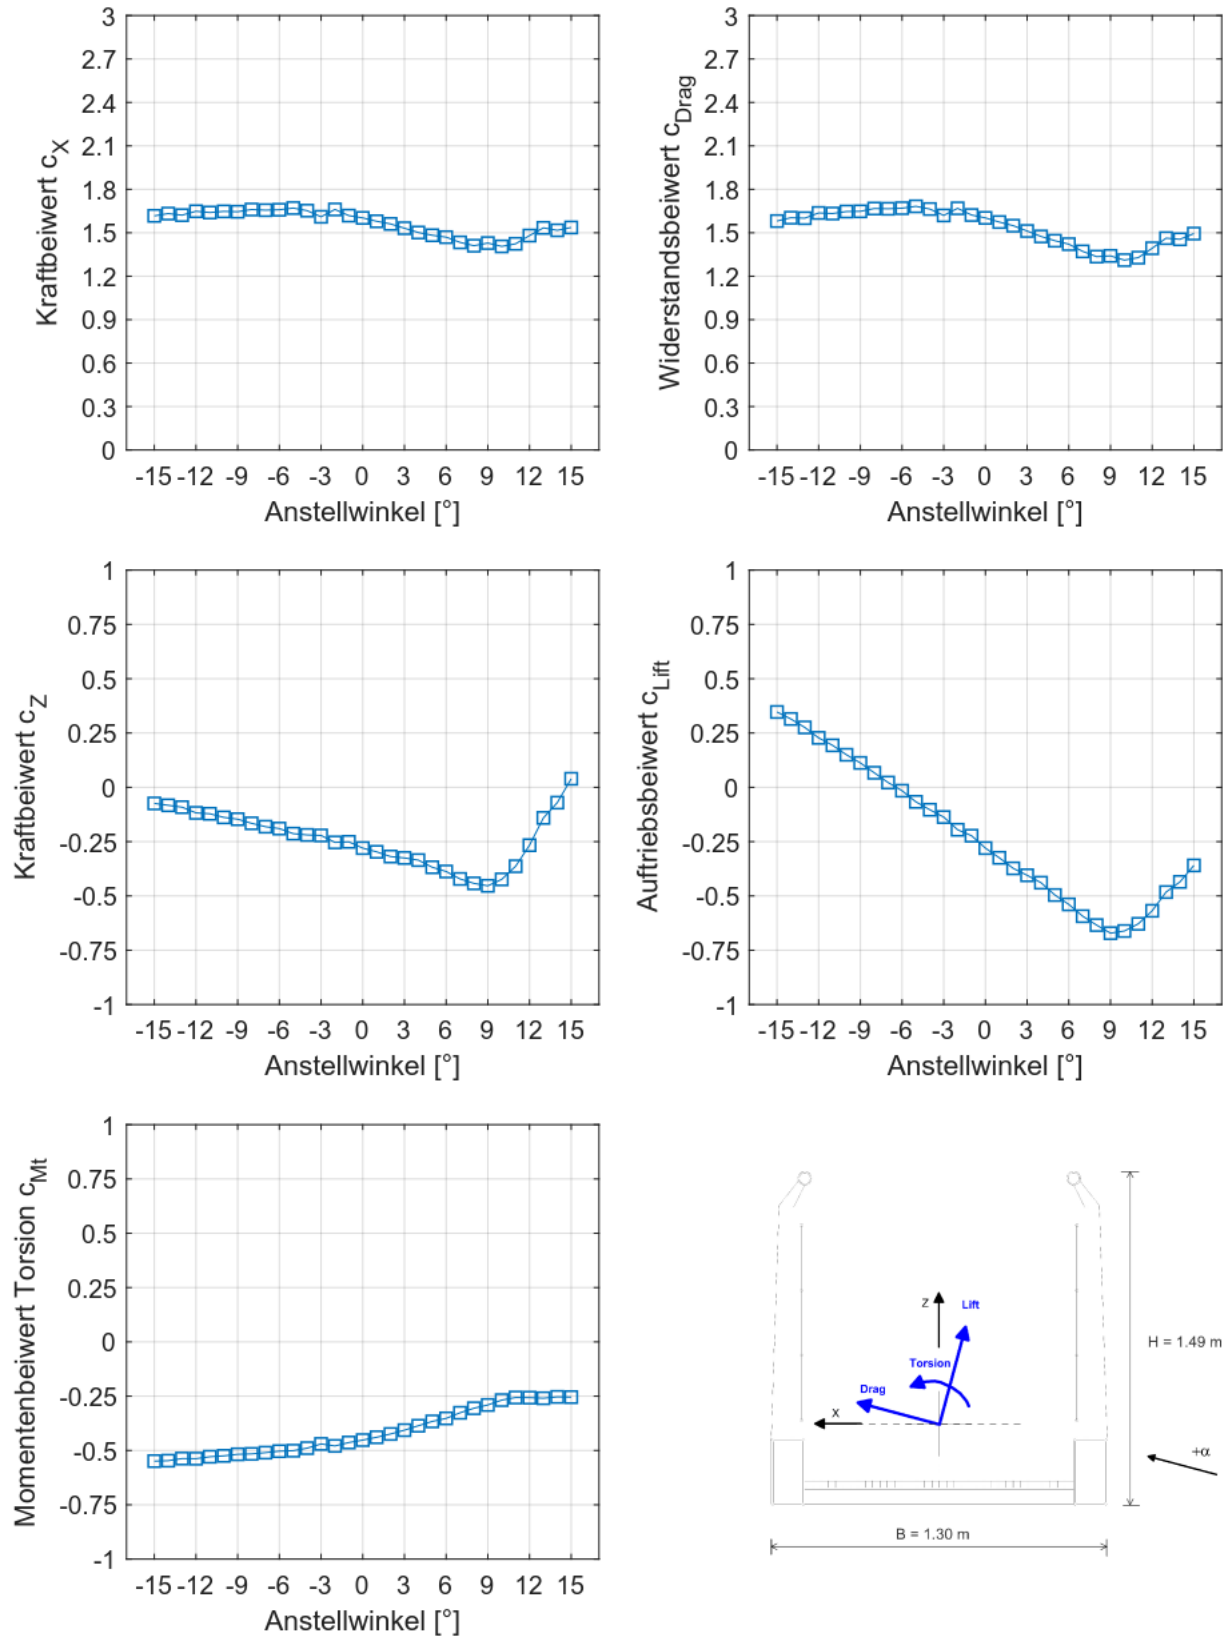 3
2.7
2.4
2.1
1.8
1.5
1.2
0.9
0.6
0.3
0
Kraftbeiwert cX
-15 -12 -9 -6 -3 0 3 6 9 12 15
Anstellwinkel [°]
3
2.7
2.4
2.1
1.8
1.5
1.2
0.9
0.6
0.3
0
Widerstandsbeiwert cDrag
-15 -12 -9 -6 -3 0 3 6 9 12 15
Anstellwinkel [°]
1
0.75
0.5
0.25
0
-0.25
-0.5
-0.75
-1
Kraftbeiwert cZ
-15 -12 -9 -6 -3 0 3 6 9 12 15
Anstellwinkel [°]
1
0.75
0.5
0.25
0
-0.25
-0.5
-0.75
-1
Auftriebsbeiwert cLift
-15 -12 -9 -6 -3 0 3 6 9 12 15
Anstellwinkel [°]
1
0.75
0.5
0.25
0
-0.25
-0.5
-0.75
-1
Momentenbeiwert Torsion cMt
-15 -12 -9 -6 -3 0 3 6 9 12 15
Anstellwinkel [°]
Z
Lift
Torsion
Drag
X
H = 1.49 m
+α
B = 1.30 m